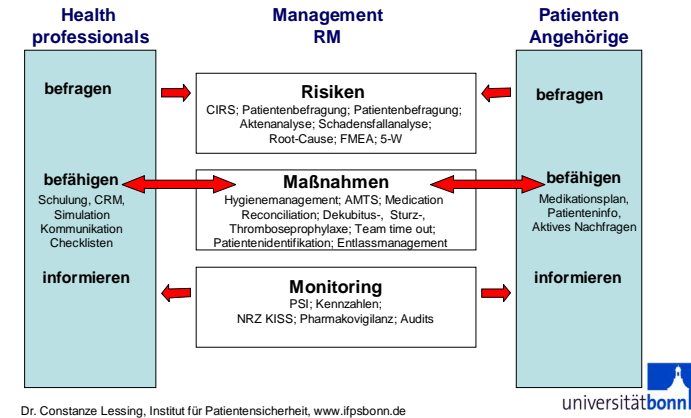 Health
professionals
Management
RM
Patienten
Angehörige
befragen
Risiken
CIRS; Patientenbefragung; Patientenbefragung;
Aktenanalyse; Schadensfallanalyse;
Root-Cause; FMEA; 5-W
befragen
befähigen
Schulung, CRM,
Simulation
Kommunikation
Checklisten
Maßnahmen
Hygienemanagement; AMTS; Medication
Reconciliation; Dekubitus-, Sturz-,
Thromboseprophylaxe; Team time out;
Patientenidentifikation; Entlassmanagement
befähigen
Medikationsplan,
Patienteninfo,
Aktives Nachfragen
informieren
Monitoring
PSI; Kennzahlen;
NRZ KISS; Pharmakovigilanz; Audits
informieren
Dr. Constanze Lessing, Institut für Patientensicherheit, www.ifpsbonn.de
universitätbonn